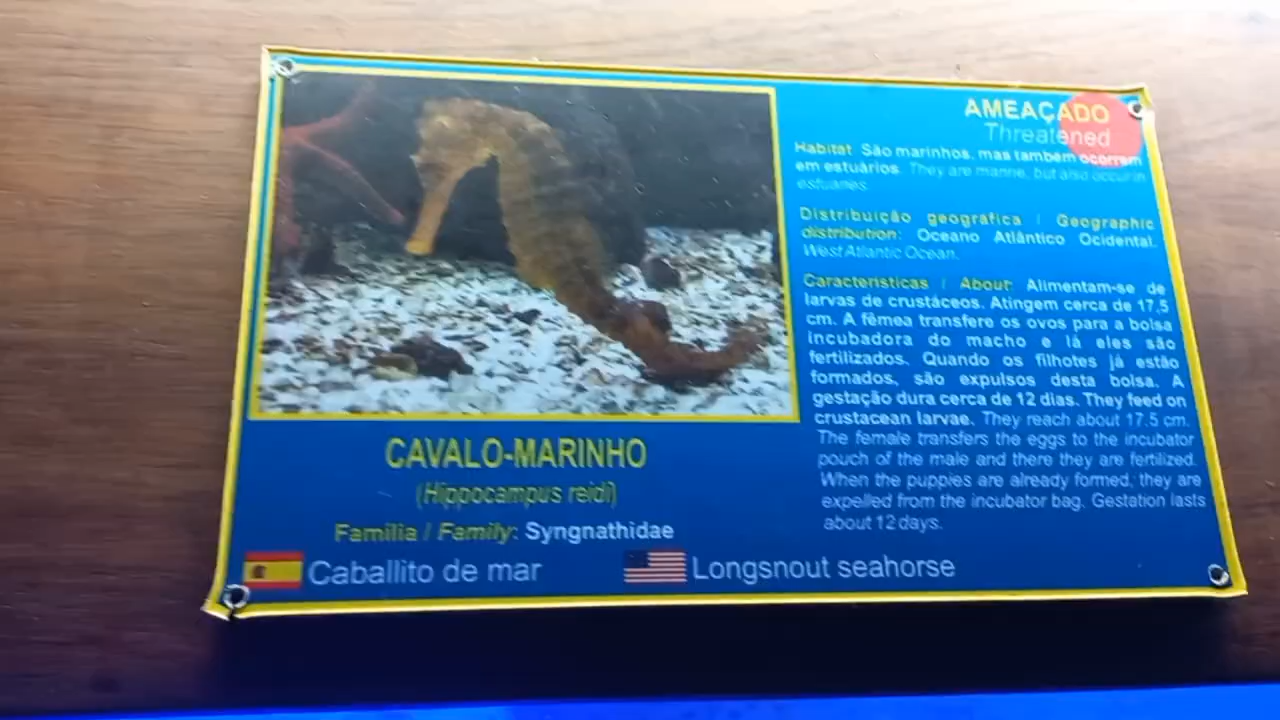 AMEAÇADO
Threatened
Habitat: São marinhos, mas também ocorrem
em estuários. They are marine, but also occur in
estuaries.
Distribuição geográfica / Geographic
distribution: Oceano Atlântico Ocidental.
West Atlantic Ocean.
Características / About: Alimentam-se de
larvas de crustáceos. Atingem cerca de 17,5
cm. A fêmea transfere os ovos para a bolsa
incubadora do macho e lá eles são
fertilizados. Quando os filhotes já estão
formados, são expulsos desta bolsa. A
gestação dura cerca de 12 dias. They feed on
crustacean larvae. They reach about 17.5 cm.
The female transfers the eggs to the incubator
pouch of the male and there they are fertilized.
When the puppies are already formed, they are
expelled from the incubator bag. Gestation lasts
about 12 days.
CAVALO-MARINHO
(Hippocampus reidi)
Família / Family: Syngnathidae
Caballito de mar
Longsnout seahorse